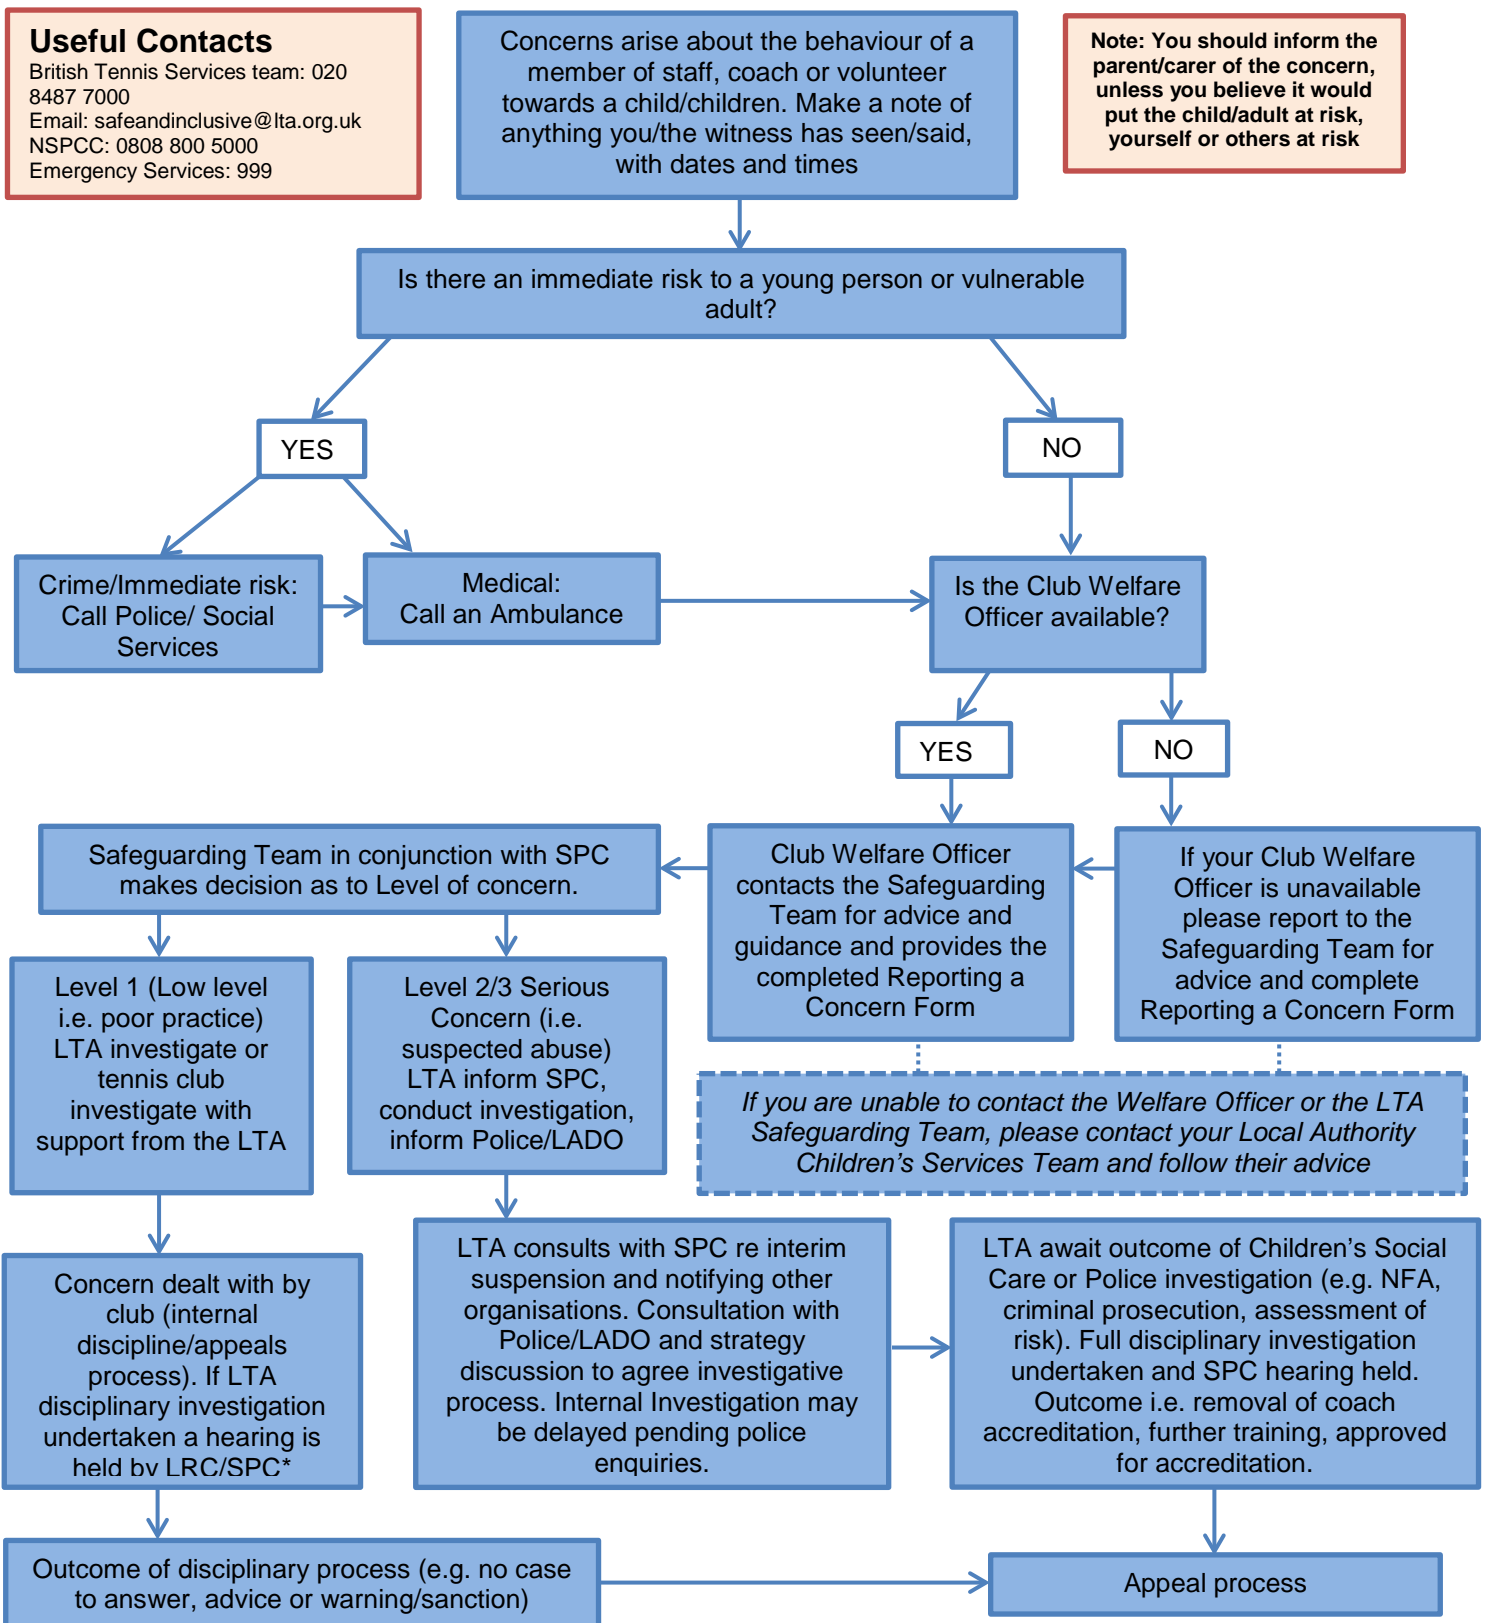 Useful Contacts
British Tennis Services team: 020
8487 7000
Email: safeandinclusive@lta.org.uk
NSPCC: 0808 800 5000
Emergency Services: 999
Concerns arise about the behaviour of a
member of staff, coach or volunteer
towards a child/children. Make a note of
anything you/the witness has seen/said,
with dates and times
Note: You should inform the
parent/carer of the concern,
unless you believe it would
put the child/adult at risk,
yourself or others at risk
Is there an immediate risk to a young person or vulnerable
adult?
YES
NO
Crime/Immediate risk:
Call Police/ Social
Services
Medical:
Call an Ambulance
Is the Club Welfare
Officer available?
YES
NO
Safeguarding Team in conjunction with SPC
makes decision as to Level of concern.
Club Welfare Officer
contacts the Safeguarding
Team for advice and
guidance and provides the
completed Reporting a
Concern Form
If your Club Welfare
Officer is unavailable
please report to the
Safeguarding Team for
advice and complete
Reporting a Concern Form
Level 1 (Low level
i.e. poor practice)
LTA investigate or
tennis club
investigate with
support from the LTA
Level 2/3 Serious
Concern (i.e.
suspected abuse)
LTA inform SPC,
conduct investigation,
inform Police/LADO
If you are unable to contact the Welfare Officer or the LTA
Safeguarding Team, please contact your Local Authority
Children’s Services Team and follow their advice
Concern dealt with by
club (internal
discipline/appeals
process). If LTA
disciplinary investigation
undertaken a hearing is
held by LRC/SPC*
LTA consults with SPC re interim
suspension and notifying other
organisations. Consultation with
Police/LADO and strategy
discussion to agree investigative
process. Internal Investigation may
be delayed pending police
enquiries.
LTA await outcome of Children’s Social
Care or Police investigation (e.g. NFA,
criminal prosecution, assessment of
risk). Full disciplinary investigation
undertaken and SPC hearing held.
Outcome i.e. removal of coach
accreditation, further training, approved
for accreditation.
Outcome of disciplinary process (e.g. no case
to answer, advice or warning/sanction)
Appeal process